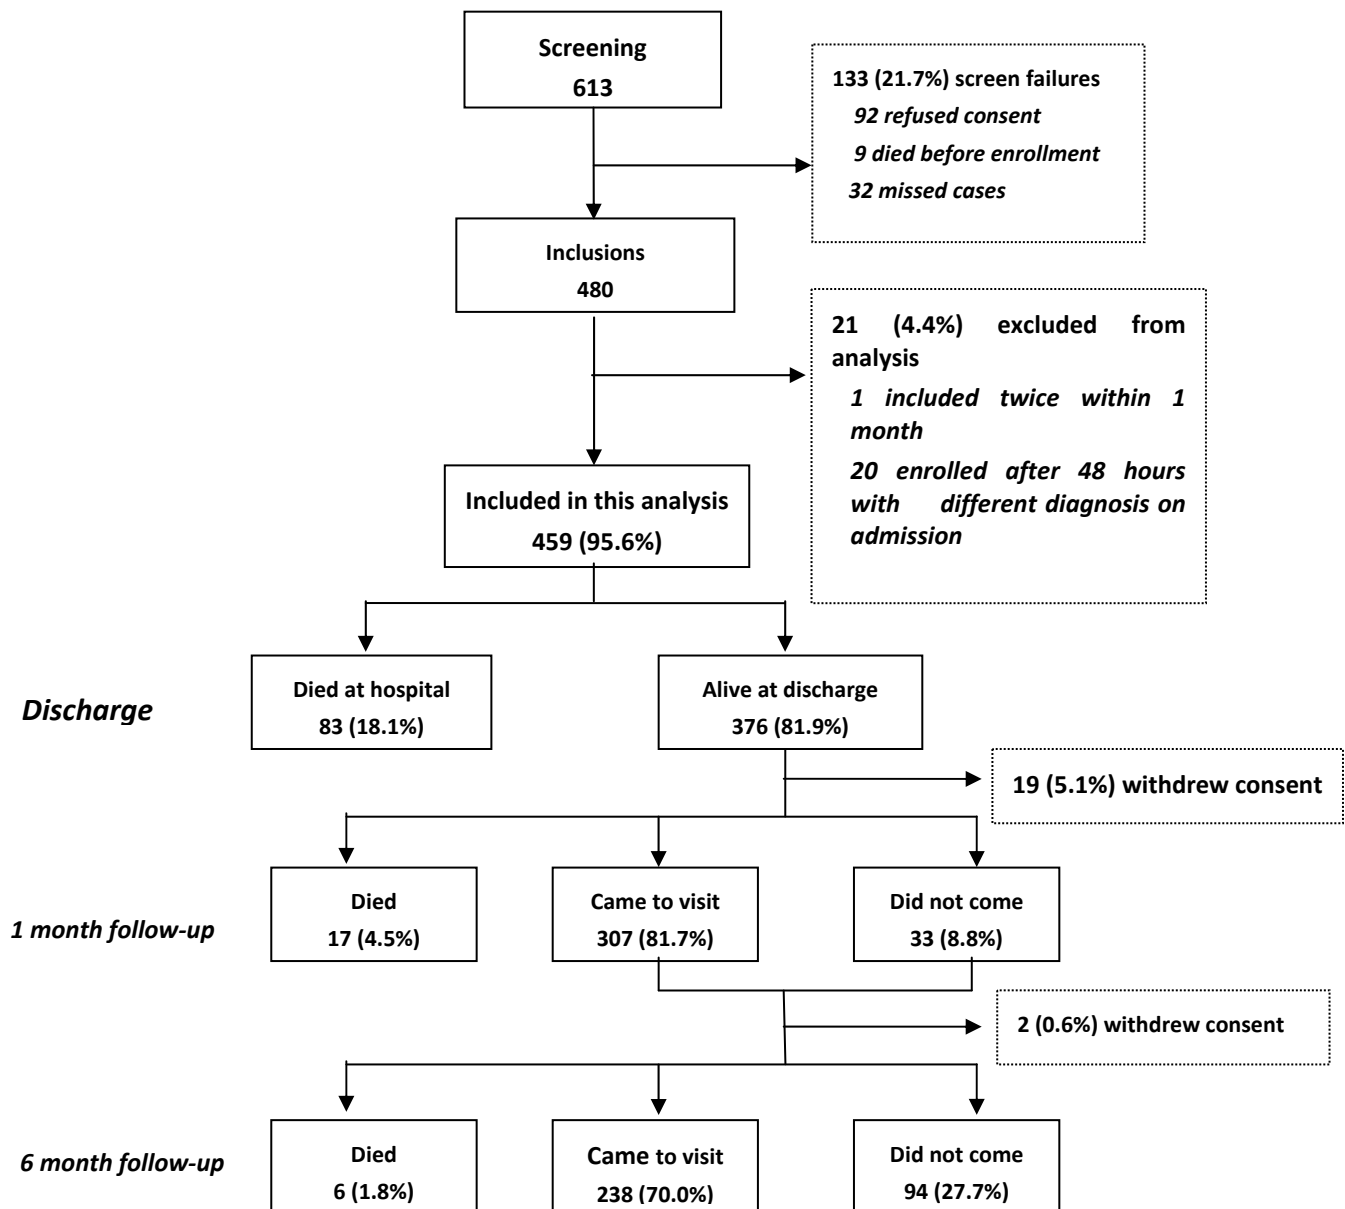 Screening
613
133 (21.7%) screen failures
92 refused consent
9 died before enrollment
32 missed cases
Inclusions
480
21 (4.4%) excluded from
analysis
1 included twice within 1
month
20 enrolled after 48 hours
with different diagnosis on
admission
Included in this analysis
459 (95.6%)
Discharge
Died at hospital
83 (18.1%)
Alive at discharge
376 (81.9%)
19 (5.1%) withdrew consent
1 month follow-up
Died
17 (4.5%)
Came to visit
307 (81.7%)
Did not come
33 (8.8%)
2 (0.6%) withdrew consent
6 month follow-up
Died
6 (1.8%)
Came to visit
238 (70.0%)
Did not come
94 (27.7%)